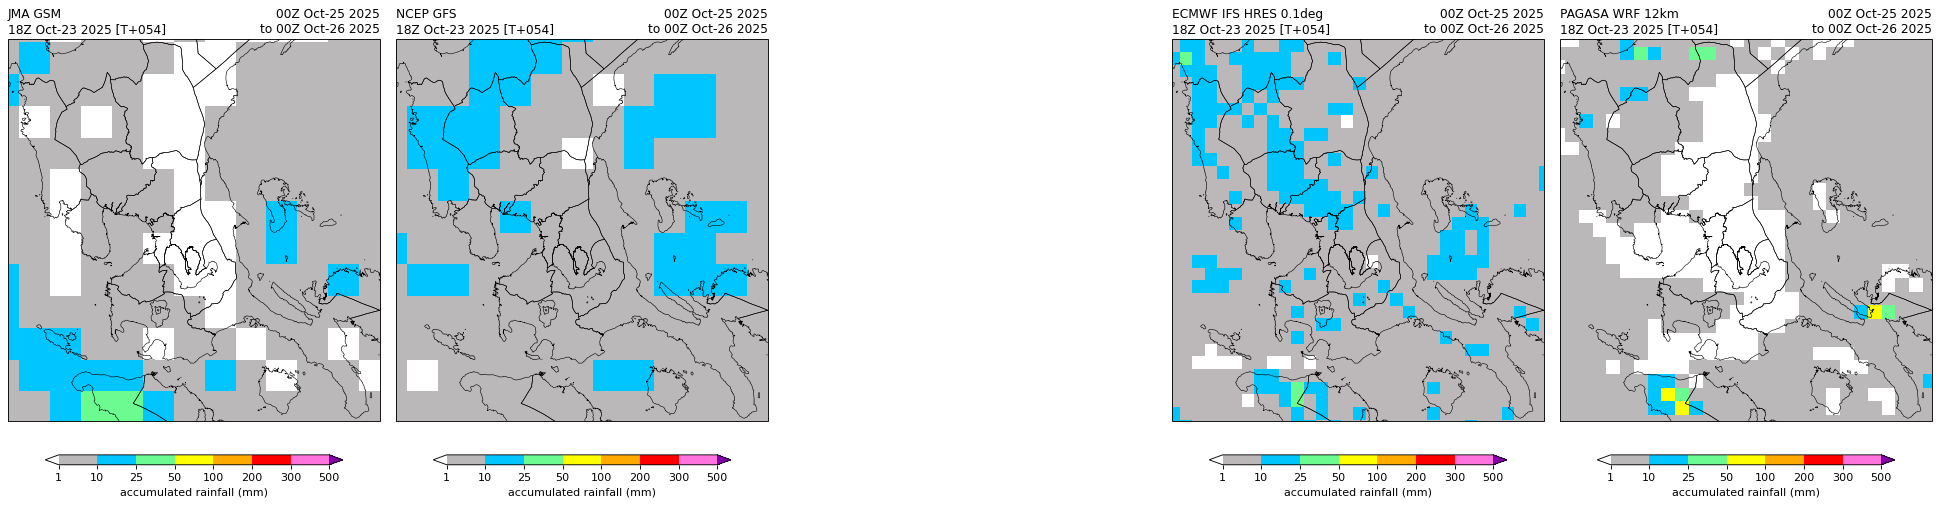 JMA GSM 00Z Oct-25 2025
18Z Oct-23 2025 [T+054] to 00Z Oct-26 2025
1 10 25 50 100 200 300 500
accumulated rainfall (mm)
NCEP GFS 00Z Oct-25 2025
18Z Oct-23 2025 [T+054] to 00Z Oct-26 2025
1 10 25 50 100 200 300 500
accumulated rainfall (mm)
ECMWF IFS HRES 0.1deg 00Z Oct-25 2025
18Z Oct-23 2025 [T+054] to 00Z Oct-26 2025
1 10 25 50 100 200 300 500
accumulated rainfall (mm)
PAGASA WRF 12km 00Z Oct-25 2025
18Z Oct-23 2025 [T+054] to 00Z Oct-26 2025
1 10 25 50 100 200 300 500
accumulated rainfall (mm)